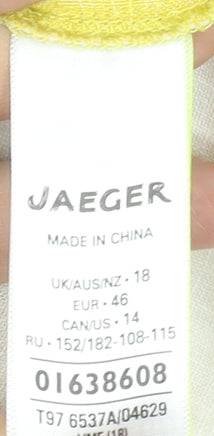 JAEGER
MADE IN CHINA
UK/AUS/NZ • 18
EUR • 46
CAN/US • 14
RU • 152/182-108-115
01638608
T97 6537A/04629